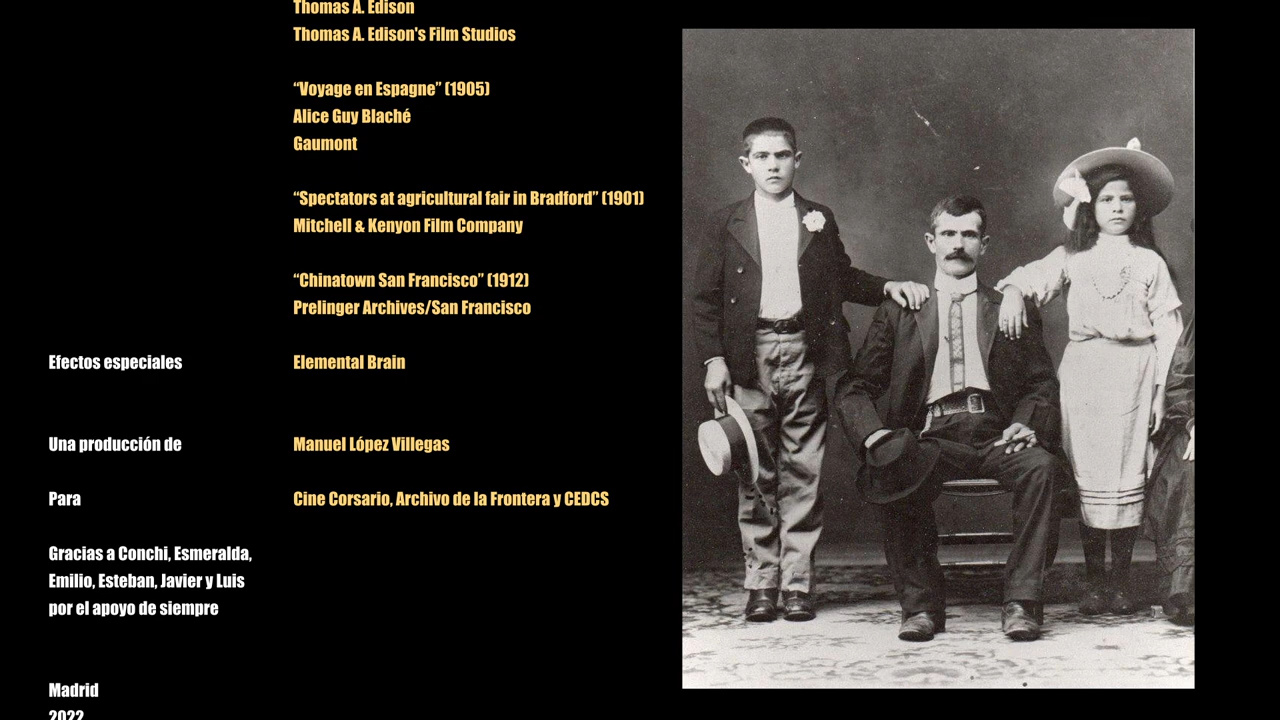 Thomas A. Edison
Thomas A. Edison's Film Studios
“Voyage en Espagne” (1905)
Alice Guy Blaché
Gaumont
“Spectators at agricultural fair in Bradford” (1901)
Mitchell & Kenyon Film Company
“Chinatown San Francisco” (1912)
Prelinger Archives/San Francisco
Efectos especiales Elemental Brain
Una producción de Manuel López Villegas
Para Cine Corsario, Archivo de la Frontera y CEDCS
Gracias a Conchi, Esmeralda,
Emilio, Esteban, Javier y Luis
por el apoyo de siempre
Madrid
2022